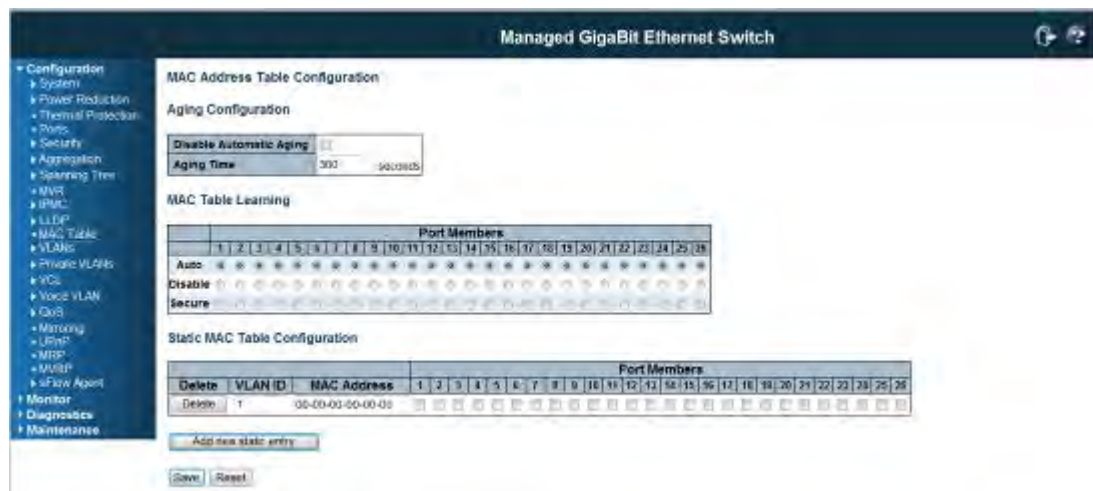 Managed GigaBit Ethernet Switch
Configuration
System
Power Reduction
Thermal Protection
Ports
Security
Aggregation
Spanning Tree
MVR
IPMC
LLDP
MAC Table
VLANs
Private VLANs
VCL
Voice VLAN
QoS
Mirroring
UPnP
MRP
MVRP
sFlow Agent
Monitor
Diagnostics
Maintenance
MAC Address Table Configuration
Aging Configuration
Disable Automatic Aging
Aging Time 300 seconds
MAC Table Learning
Port Members
1 2 3 4 5 6 7 8 9 10 11 12 13 14 15 16 17 18 19 20 21 22 23 24 25 26
Auto
Disable
Secure
Static MAC Table Configuration
Port Members
Delete VLAN ID MAC Address 1 2 3 4 5 6 7 8 9 10 11 12 13 14 15 16 17 18 19 20 21 22 23 24 25 26
Delete 1 00-00-00-00-00-00
Add new static entry
Save Reset